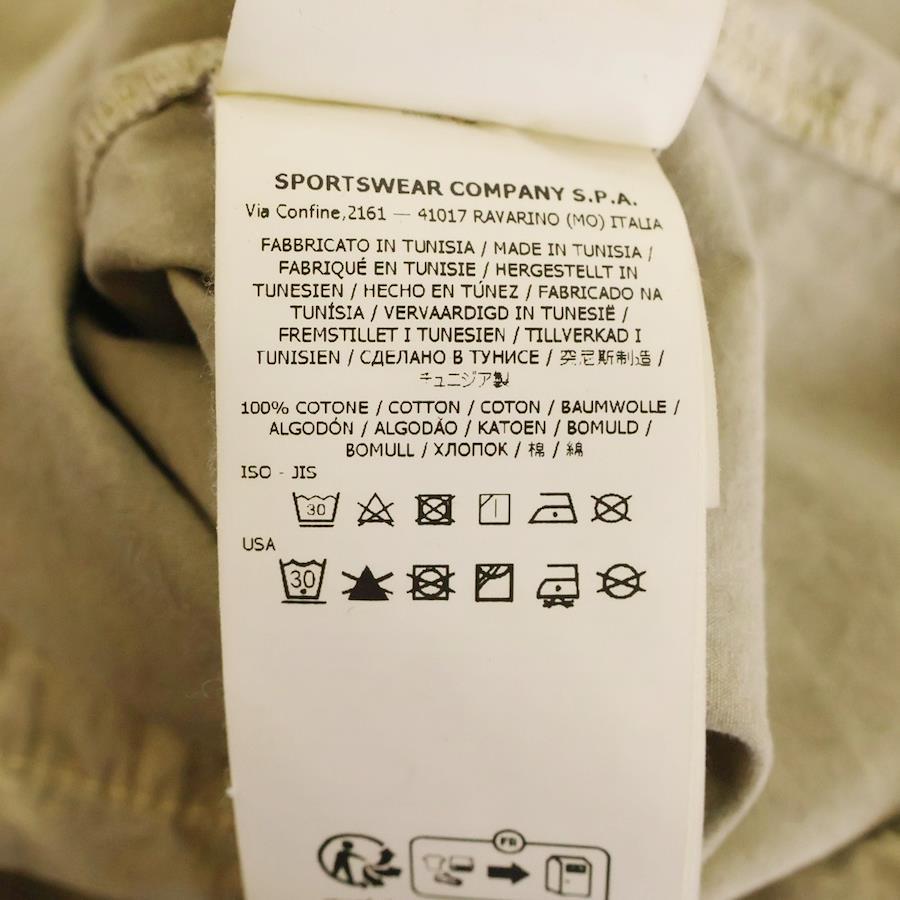 SPORTSWEAR COMPANY S.P.A.
Via Confine,2161 — 41017 RAVARINO (MO) ITALIA
FABBRICATO IN TUNISIA / MADE IN TUNISIA /
FABRIQUÉ EN TUNISIE / HERGESTELLT IN
TUNESIEN / HECHO EN TÚNEZ / FABRICADO NA
TUNÍSIA / VERVAARDIGD IN TUNESIË /
FREMSTILLET I TUNESIEN / TILLVERKAD I
TUNISIEN / СДЕЛАНО В ТУНИСЕ / 突尼斯制造 /
チュニジア製
100% COTONE / COTTON / COTON / BAUMWOLLE /
ALGODÓN / ALGODÃO / KATOEN / BOMULD /
BOMULL / ХЛОПОК / 棉 / 綿
ISO - JIS
30
USA
30
FR